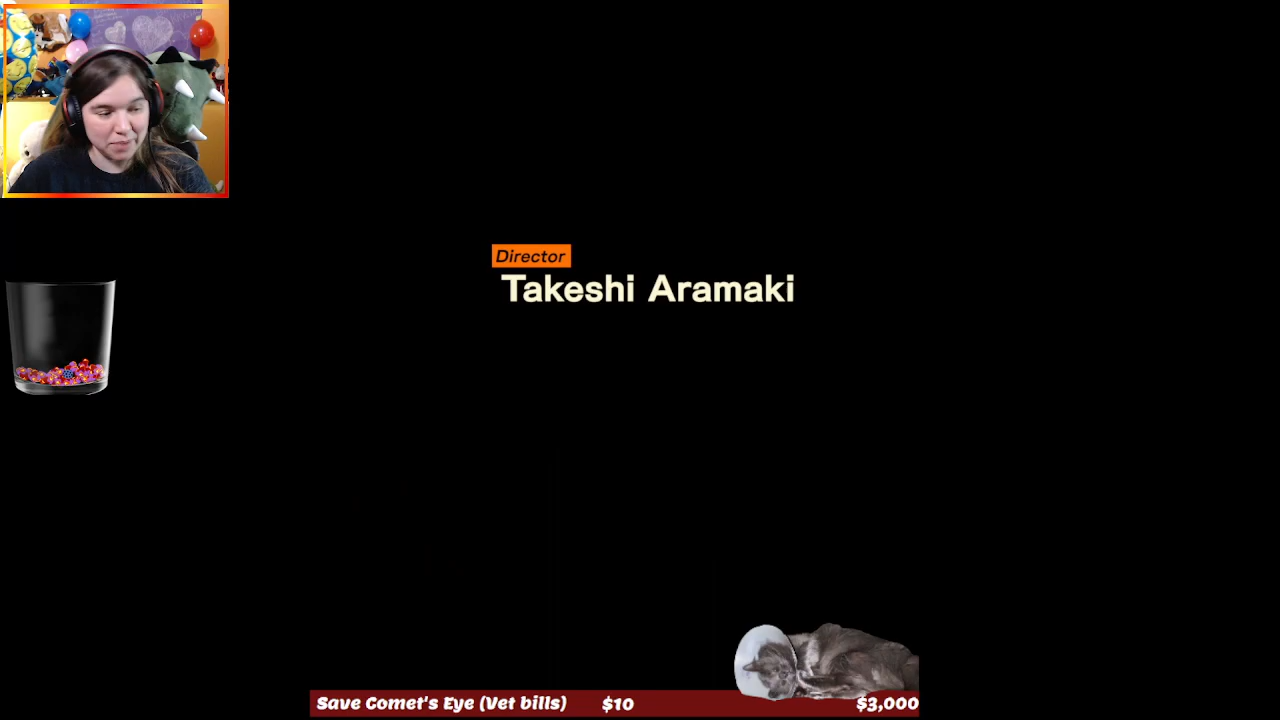 Director
Takeshi Aramaki
Save Comet's Eye (Vet bills) $10 $3,000